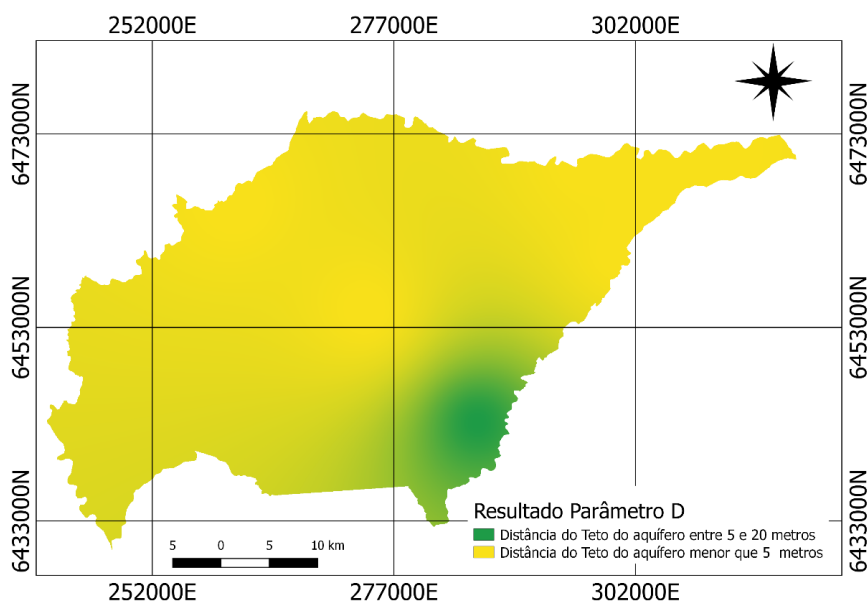 252000E 277000E 302000E
6473000N 6473000N
6453000N 6453000N
6433000N 6433000N
Resultado Parâmetro D
Distância do Teto do aquífero entre 5 e 20 metros
Distância do Teto do aquífero menor que 5 metros
5 0 5 10 km
252000E 277000E 302000E